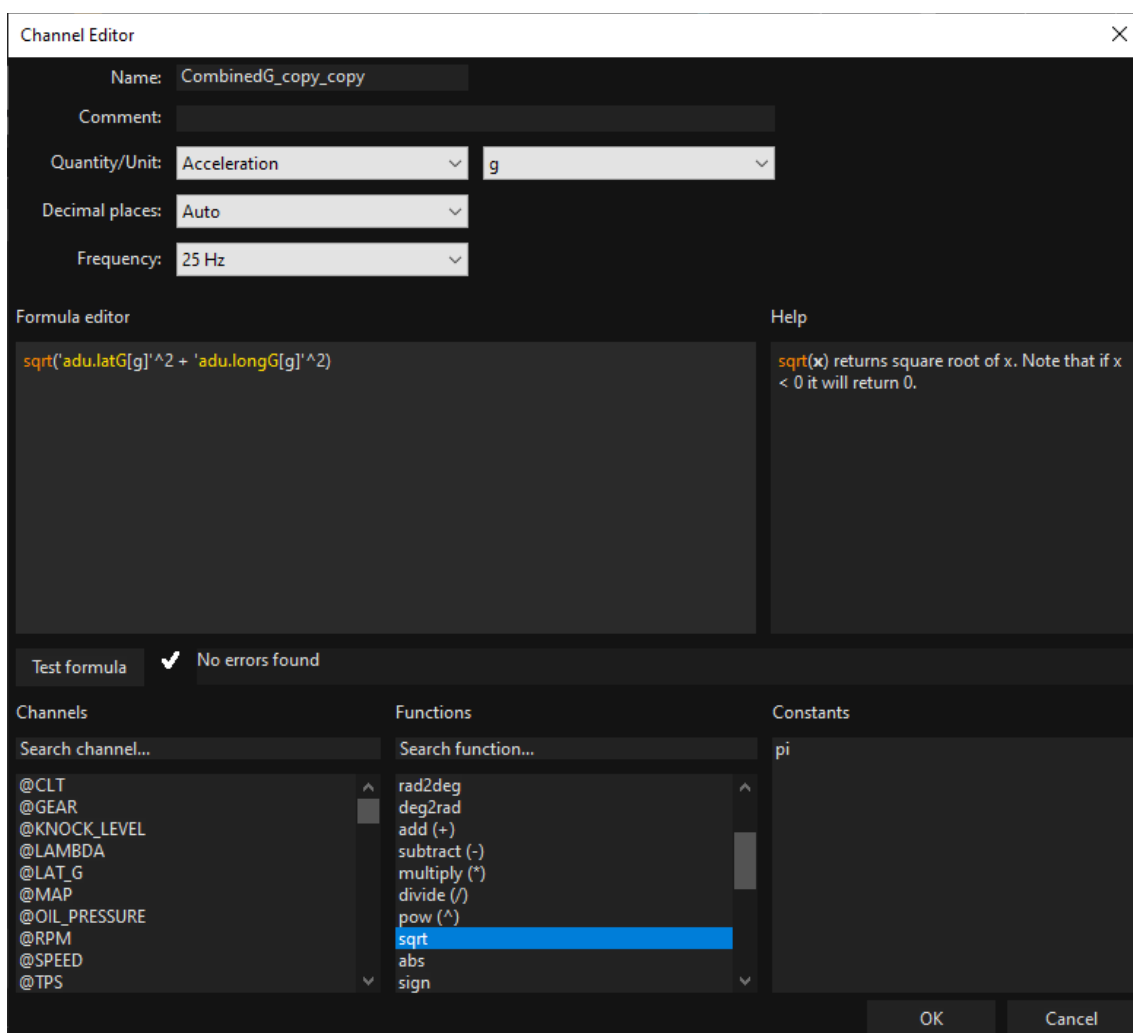 Channel Editor
Name: CombinedG_copy_copy
Comment:
Quantity/Unit: Acceleration g
Decimal places: Auto
Frequency: 25 Hz
Formula editor
Help
sqrt('adu.latG[g]'^2 + 'adu.longG[g]'^2)
sqrt(x) returns square root of x. Note that if x
< 0 it will return 0.
Test formula No errors found
Channels
Search channel...
@CLT
@GEAR
@KNOCK_LEVEL
@LAMBDA
@LAT_G
@MAP
@OIL_PRESSURE
@RPM
@SPEED
@TPS
Functions
Search function...
rad2deg
deg2rad
add (+)
subtract (-)
multiply (*)
divide (/)
pow (^)
sqrt
abs
sign
Constants
pi
OK Cancel